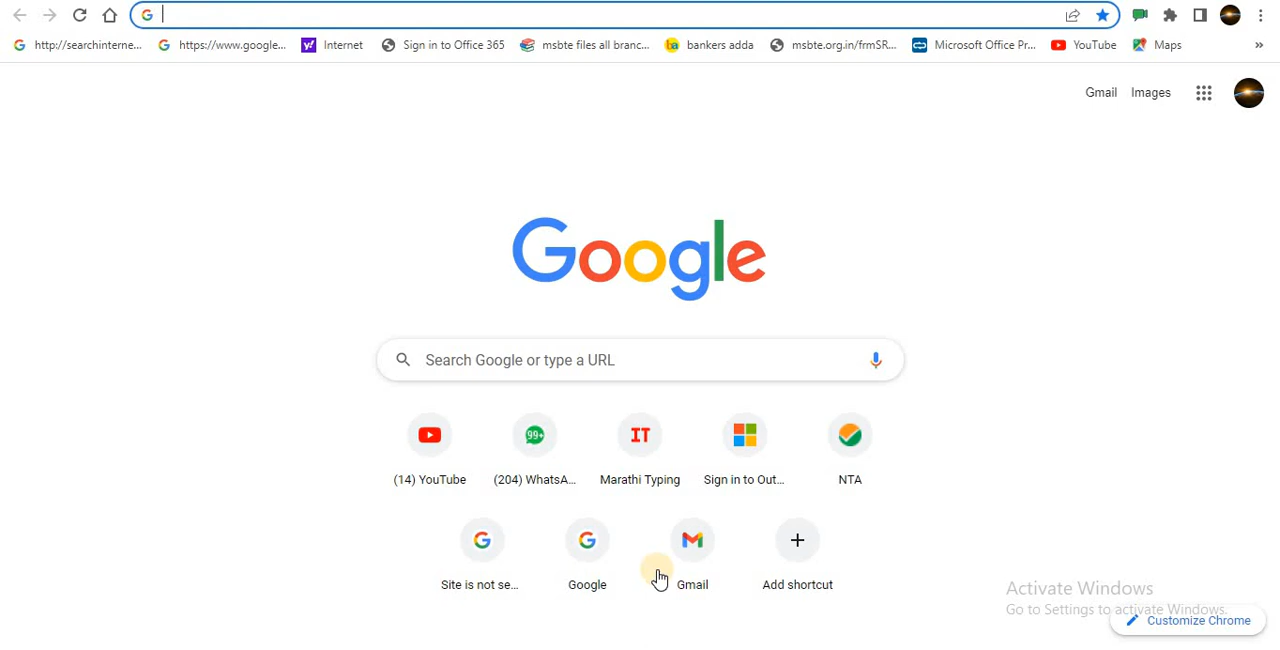 http://searchinterne... https://www.google... Internet Sign in to Office 365 msbte files all branc... ba bankers adda msbte.org.in/frmSR... Microsoft Office Pr... YouTube Maps »
Gmail Images
Google
Search Google or type a URL
99+ IT
(14) YouTube (204) WhatsA... Marathi Typing Sign in to Out... NTA
Site is not se... Google Gmail Add shortcut
Activate Windows
Go to Settings to activate Windows.
Customize Chrome